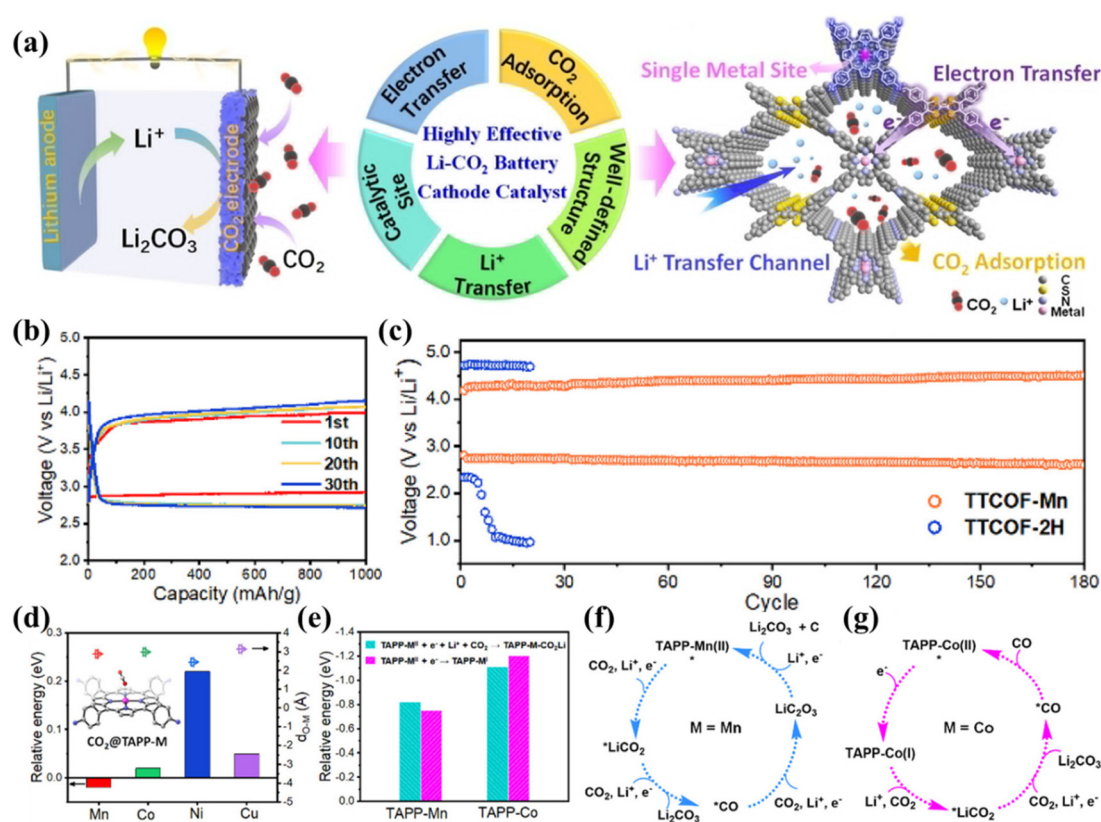 (a)
Lithium anode
Li⁺
Li₂CO₃
CO₂ electrode
CO₂
Electron
Transfer
CO₂
Adsorption
Catalytic
Site
Well-defined
Structure
Li⁺
Transfer
Highly Effective
Li-CO₂ Battery
Cathode Catalyst
Single Metal Site
Electron Transfer
e⁻
e⁻
Li⁺ Transfer Channel
CO₂ Adsorption
CO₂
Li⁺
C
S
N
Metal
(b)
Voltage (V vs Li/Li⁺)
5.0
4.5
4.0
3.5
3.0
2.5
2.0
1st
10th
20th
30th
0 200 400 600 800 1000
Capacity (mAh/g)
(c)
Voltage (V vs Li/Li⁺)
5.0
4.0
3.0
2.0
1.0
TTCOF-Mn
TTCOF-2H
0 30 60 90 120 150 180
Cycle
(d)
Relative energy (eV)
0.3
0.2
0.1
0.0
CO₂@TAPP-M
4
3
2
1
0
-1
-2
-3
-4
-5
d_O-M (Å)
Mn Co Ni Cu
(e)
Relative energy (eV)
-1.4
-1.2
-1.0
-0.8
-0.6
-0.4
-0.2
0.0
TAPP-Mᴵᴵ + e⁻ + Li⁺ + CO₂ → TAPP-M-CO₂Li
TAPP-Mᴵᴵ + e⁻ → TAPP-Mᴵ
TAPP-Mn TAPP-Co
(f)
Li₂CO₃ + C
TAPP-Mn(II)
*
Li⁺, e⁻
CO₂, Li⁺, e⁻
LiC₂O₃
M = Mn
*LiCO₂
CO₂, Li⁺, e⁻
Li₂CO₃
*CO
CO₂, Li⁺, e⁻
(g)
TAPP-Co(II)
*
CO
e⁻
*CO
M = Co
TAPP-Co(I)
Li₂CO₃
Li⁺, CO₂
*LiCO₂
CO₂, Li⁺, e⁻